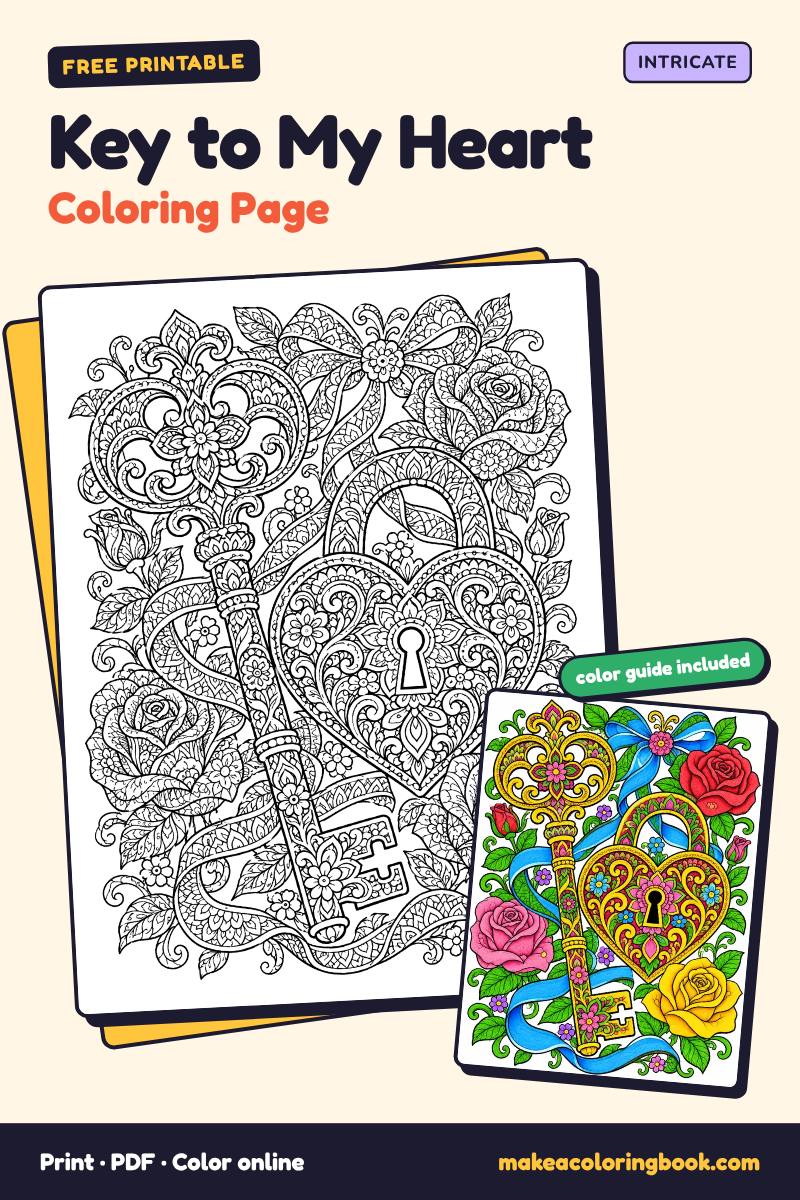 FREE PRINTABLE
INTRICATE
Key to My Heart
Coloring Page
color guide included
Print · PDF · Color online
makeacoloringbook.com